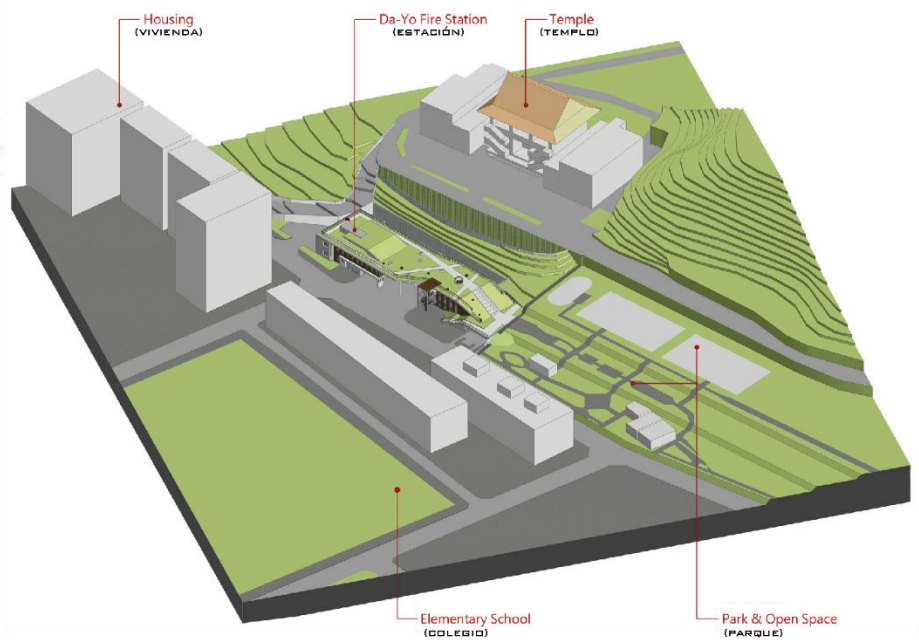 Housing
(VIVIENDA)
Da-Yo Fire Station
(ESTACIÓN)
Temple
(TEMPLO)
Elementary School
(COLEGIO)
Park & Open Space
(PARQUE)